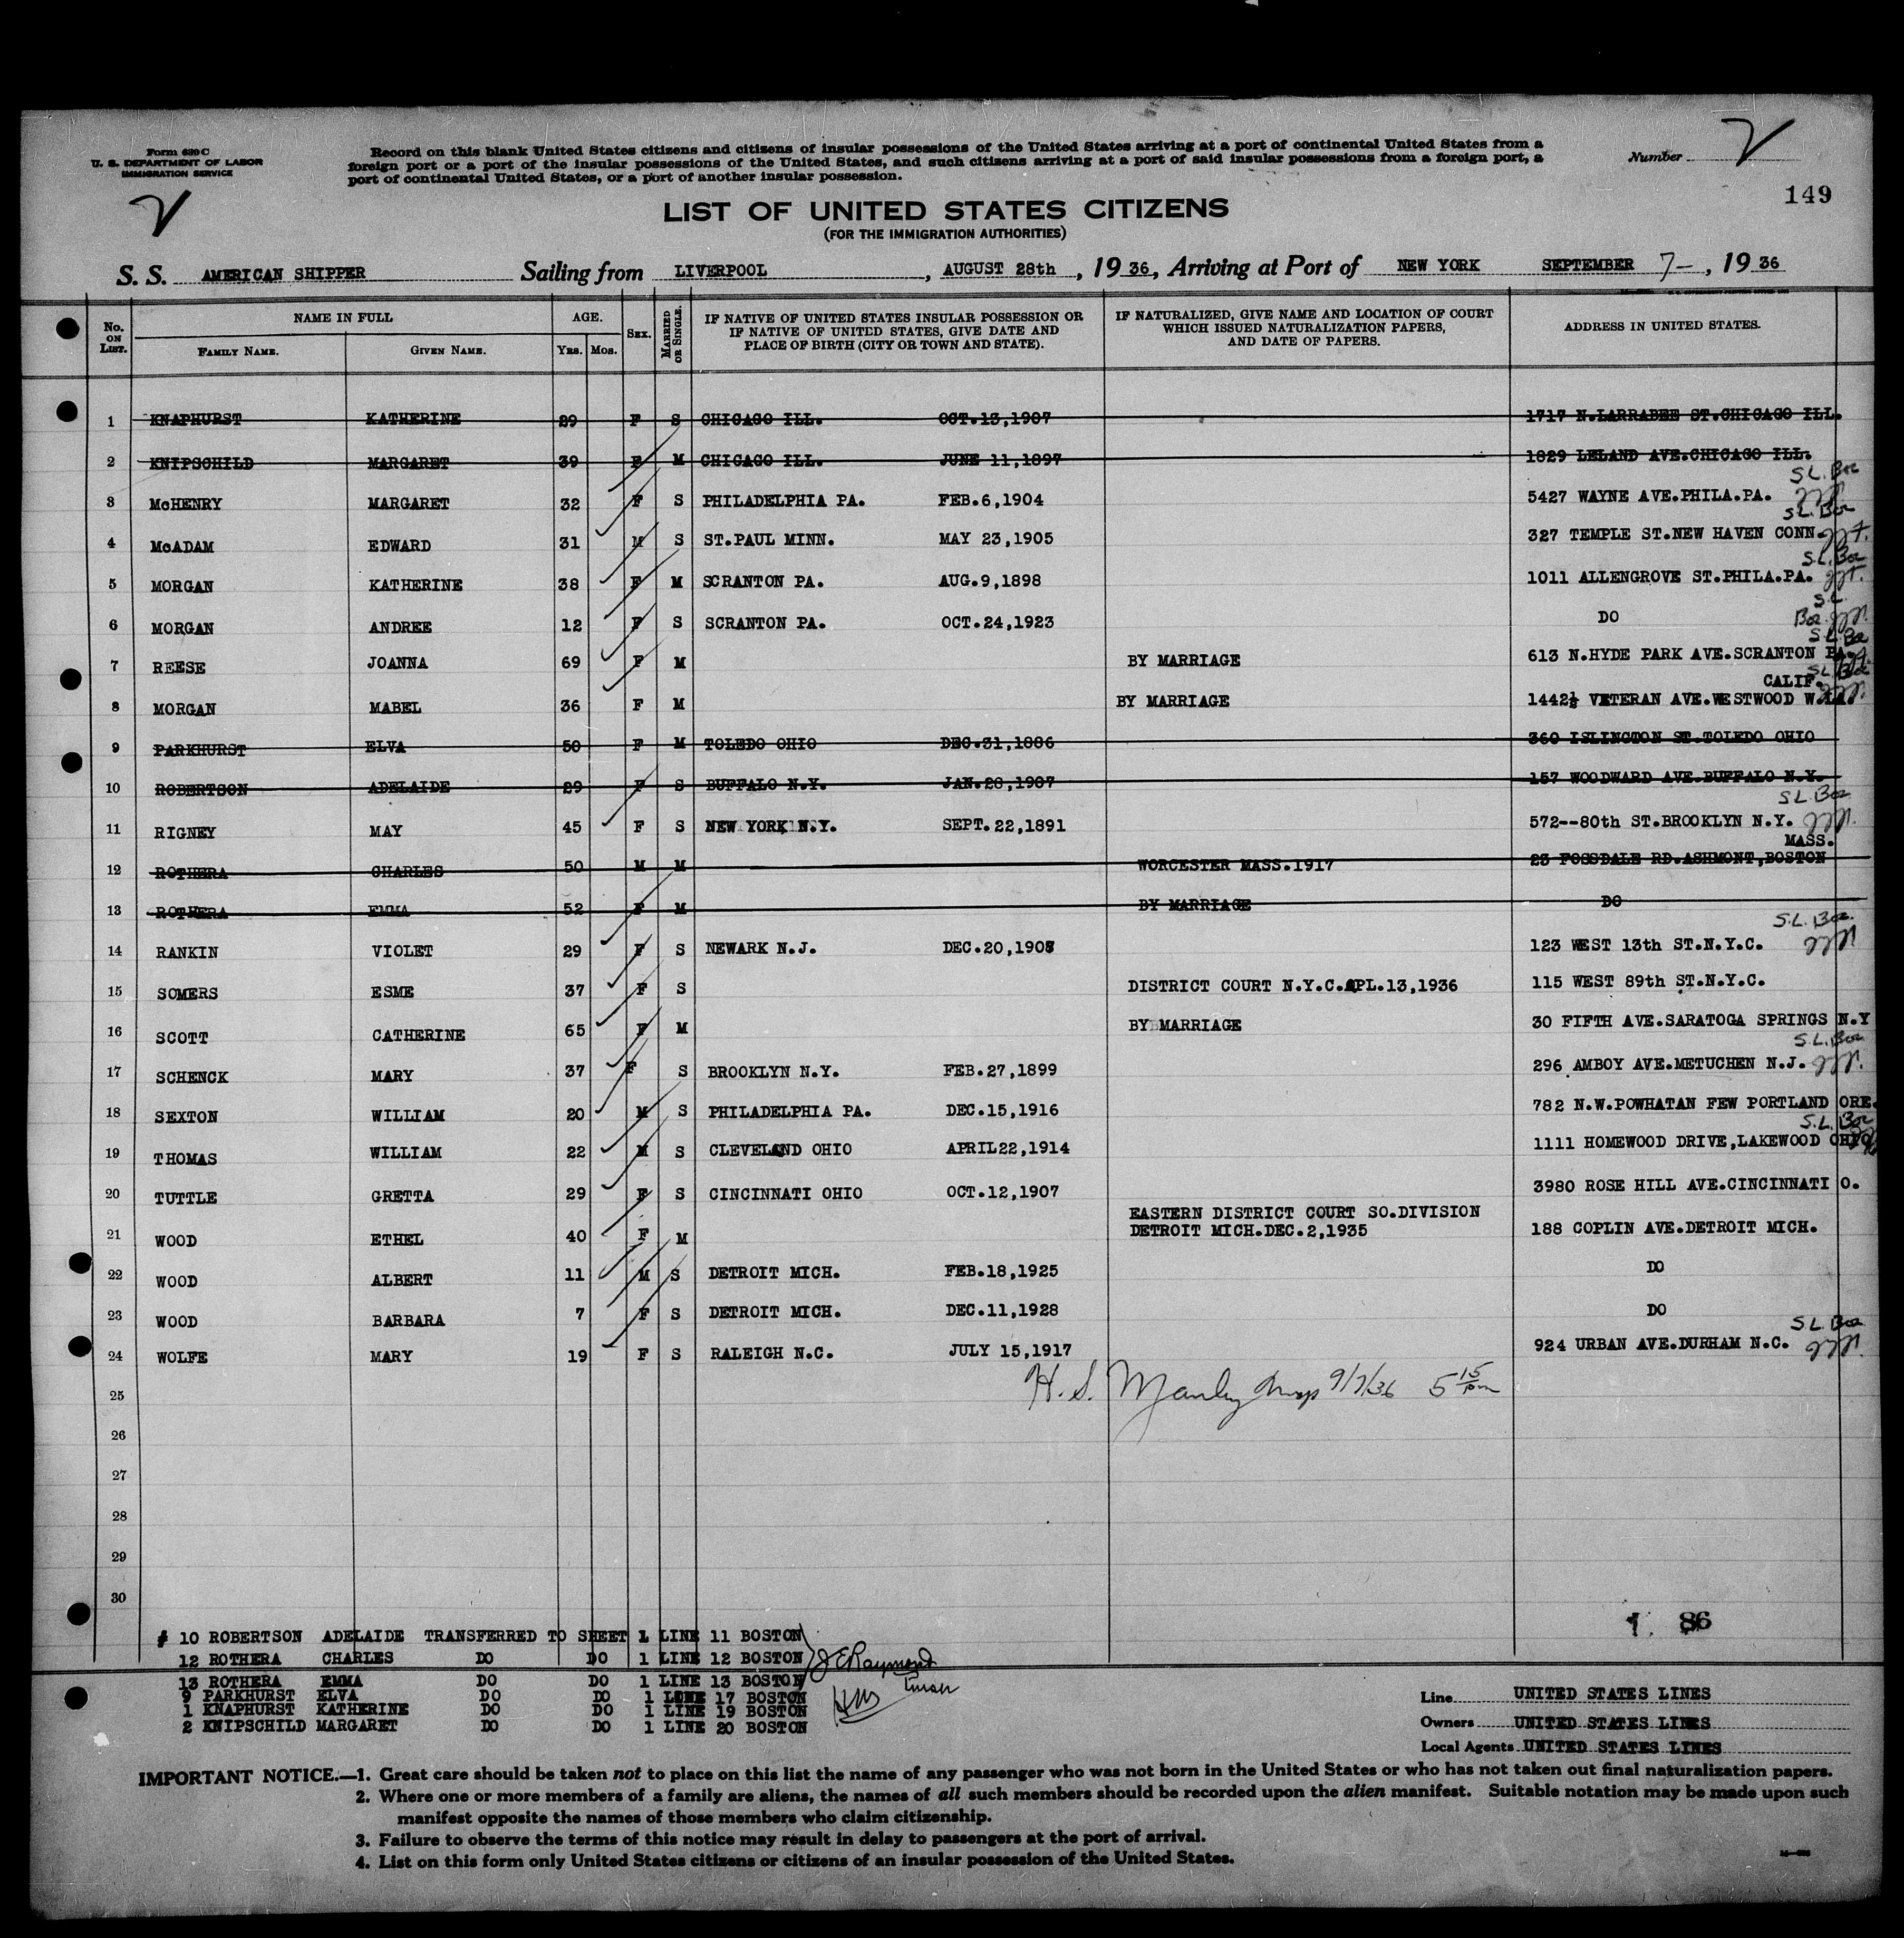 Form 630 C
U. S. DEPARTMENT OF LABOR
IMMIGRATION SERVICE
Record on this blank United States citizens and citizens of insular possessions of the United States arriving at a port of continental United States from a
foreign port or a port of the insular possessions of the United States, and such citizens arriving at a port of said insular possessions from a foreign port, a
port of continental United States, or a port of another insular possession.
Number
149
LIST OF UNITED STATES CITIZENS
(FOR THE IMMIGRATION AUTHORITIES)
S. S. AMERICAN SHIPPER Sailing from LIVERPOOL, AUGUST 28th, 1936, Arriving at Port of NEW YORK SEPTEMBER 7-, 1936
No. ON LIST. NAME IN FULL FAMILY NAME. GIVEN NAME. AGE. YRS. MOS. SEX. MARRIED OR SINGLE. IF NATIVE OF UNITED STATES INSULAR POSSESSION OR IF NATIVE OF UNITED STATES, GIVE DATE AND PLACE OF BIRTH (CITY OR TOWN AND STATE). IF NATURALIZED, GIVE NAME AND LOCATION OF COURT WHICH ISSUED NATURALIZATION PAPERS, AND DATE OF PAPERS. ADDRESS IN UNITED STATES.
1 KNAPHURST KATHERINE 29 F S CHICAGO ILL. OCT.13,1907 1717 N.LARRABEE ST.CHICAGO ILL.
2 KNIPSCHILD MARGARET 39 F M CHICAGO ILL. JUNE 11,1897 1829 LELAND AVE.CHICAGO ILL.
S.L. Boa
3 McHENRY MARGARET 32 F S PHILADELPHIA PA. FEB.6,1904 5427 WAYNE AVE.PHILA.PA.
S.L. Boa
4 McADAM EDWARD 31 M S ST.PAUL MINN. MAY 23,1905 327 TEMPLE ST.NEW HAVEN CONN.
S.L. Boa
5 MORGAN KATHERINE 38 F M SCRANTON PA. AUG.9,1898 1011 ALLENGROVE ST.PHILA.PA.
S.L.
6 MORGAN ANDREE 12 F S SCRANTON PA. OCT.24,1923 DO Boa
S.L. Boa
7 REESE JOANNA 69 F M BY MARRIAGE 613 N.HYDE PARK AVE.SCRANTON PA.
CALIF. S.L. Boa
8 MORGAN MABEL 36 F M BY MARRIAGE 1442½ VETERAN AVE.WESTWOOD W.LA.
9 PARKHURST ELVA 50 F M TOLEDO OHIO DEC.31,1886 360 ISLINGTON ST.TOLEDO OHIO
10 ROBERTSON ADELAIDE 29 F S BUFFALO N.Y. JAN.28,1907 157 WOODWARD AVE.BUFFALO N.Y.
S.L. Boa
11 RIGNEY MAY 45 F S NEW YORK N.Y. SEPT.22,1891 572--80th ST.BROOKLYN N.Y.
MASS.
12 ROTHERA CHARLES 50 M M WORCESTER MASS.1917 23 FOSSDALE RD.ASHMONT,BOSTON
13 ROTHERA EMMA 52 F M BY MARRIAGE DO
S.L. Boa.
14 RANKIN VIOLET 29 F S NEWARK N.J. DEC.20,1908 123 WEST 13th ST.N.Y.C.
15 SOMERS ESME 37 F S DISTRICT COURT N.Y.C.APL.13,1936 115 WEST 89th ST.N.Y.C.
16 SCOTT CATHERINE 65 F M BY MARRIAGE 30 FIFTH AVE.SARATOGA SPRINGS N.Y
S.L. Boa
17 SCHENCK MARY 37 F S BROOKLYN N.Y. FEB.27,1899 296 AMBOY AVE.METUCHEN N.J.
18 SEXTON WILLIAM 20 M S PHILADELPHIA PA. DEC.15,1916 782 N.W.POWHATAN FEW PORTLAND ORE.
S.L. Boa
19 THOMAS WILLIAM 22 M S CLEVELAND OHIO APRIL22,1914 1111 HOMEWOOD DRIVE,LAKEWOOD OHIO
20 TUTTLE GRETTA 29 F S CINCINNATI OHIO OCT.12,1907 3980 ROSE HILL AVE.CINCINNATI O.
EASTERN DISTRICT COURT SO.DIVISION
21 WOOD ETHEL 40 F M DETROIT MICH.DEC.2,1935 188 COPLIN AVE.DETROIT MICH.
22 WOOD ALBERT 11 M S DETROIT MICH. FEB.18,1925 DO
23 WOOD BARBARA 7 F S DETROIT MICH. DEC.11,1928 DO
S.L. Boa
24 WOLFE MARY 19 F S RALEIGH N.C. JULY 15,1917 924 URBAN AVE.DURHAM N.C.
25 H. S. Manley Insp 9/7/36 5 15 pm
26
27
28
29
30
1 86
# 10 ROBERTSON ADELAIDE TRANSFERRED TO SHEET 1 LINE 11 BOSTON
12 ROTHERA CHARLES DO DO 1 LINE 12 BOSTON J E Raymond
13 ROTHERA EMMA DO DO 1 LINE 13 BOSTON
9 PARKHURST ELVA DO DO 1 LINE 17 BOSTON
1 KNAPHURST KATHERINE DO DO 1 LINE 19 BOSTON
2 KNIPSCHILD MARGARET DO DO 1 LINE 20 BOSTON
Line UNITED STATES LINES
Owners UNITED STATES LINES
Local Agents UNITED STATES LINES
IMPORTANT NOTICE.—1. Great care should be taken not to place on this list the name of any passenger who was not born in the United States or who has not taken out final naturalization papers.
2. Where one or more members of a family are aliens, the names of all such members should be recorded upon the alien manifest. Suitable notation may be made upon such
manifest opposite the names of those members who claim citizenship.
3. Failure to observe the terms of this notice may result in delay to passengers at the port of arrival.
4. List on this form only United States citizens or citizens of an insular possession of the United States.